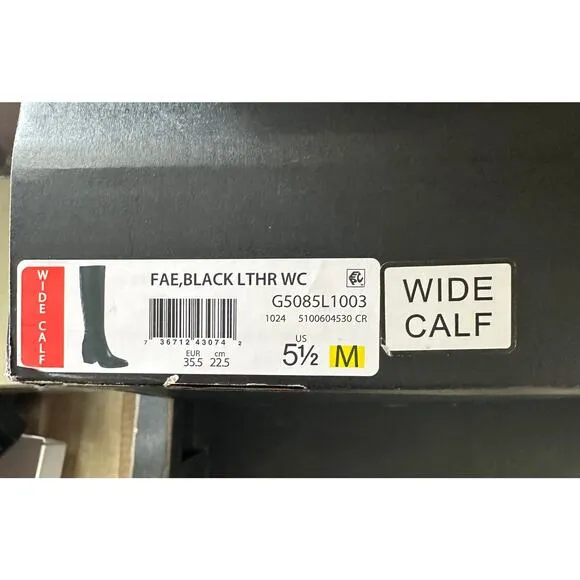 WIDE CALF
FAE,BLACK LTHR WC
G5085L1003
1024 5100604530 CR
7 36712 43074 2
EUR cm
35.5 22.5
US
5½ M
WIDE
CALF